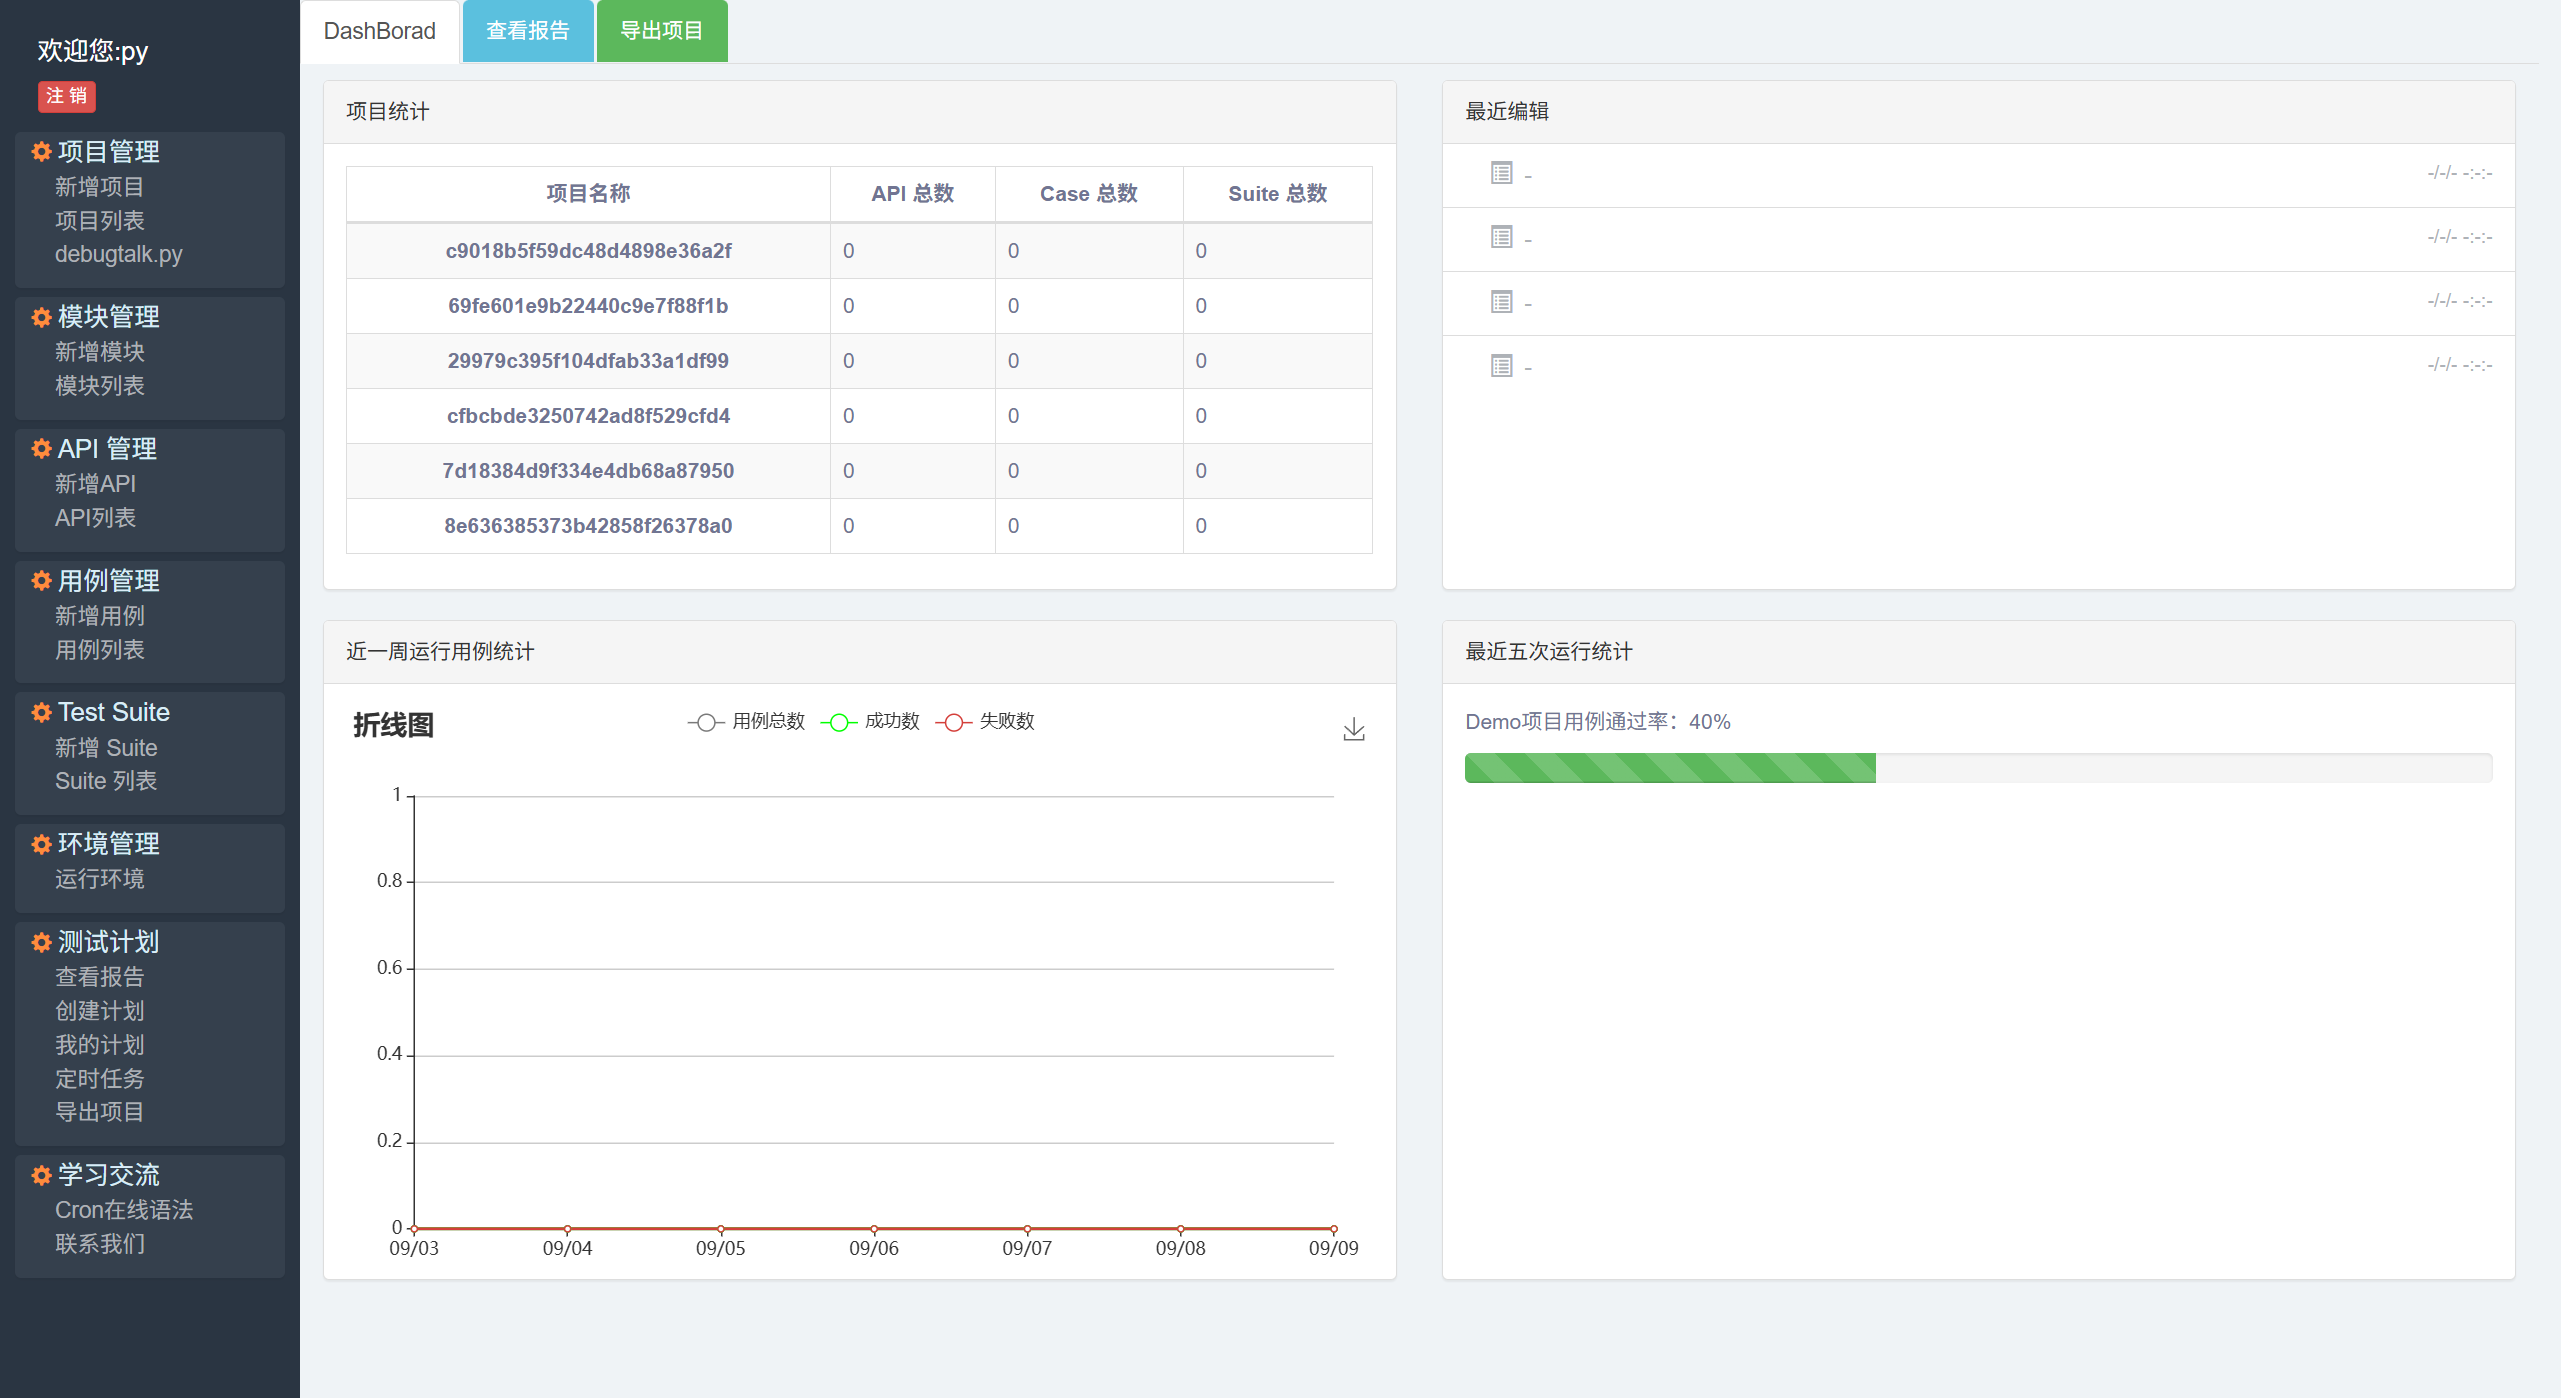 欢迎您:py
注 销
项目管理
新增项目
项目列表
debugtalk.py
模块管理
新增模块
模块列表
API 管理
新增API
API列表
用例管理
新增用例
用例列表
Test Suite
新增 Suite
Suite 列表
环境管理
运行环境
测试计划
查看报告
创建计划
我的计划
定时任务
导出项目
学习交流
Cron在线语法
联系我们
DashBorad 查看报告 导出项目
项目统计
项目名称 API 总数 Case 总数 Suite 总数
c9018b5f59dc48d4898e36a2f 0 0 0
69fe601e9b22440c9e7f88f1b 0 0 0
29979c395f104dfab33a1df99 0 0 0
cfbcbde3250742ad8f529cfd4 0 0 0
7d18384d9f334e4db68a87950 0 0 0
8e636385373b42858f26378a0 0 0 0
最近编辑
- -/-/- -:-:-
- -/-/- -:-:-
- -/-/- -:-:-
- -/-/- -:-:-
近一周运行用例统计
折线图
用例总数 成功数 失败数
1
0.8
0.6
0.4
0.2
0
09/03 09/04 09/05 09/06 09/07 09/08 09/09
最近五次运行统计
Demo项目用例通过率：40%